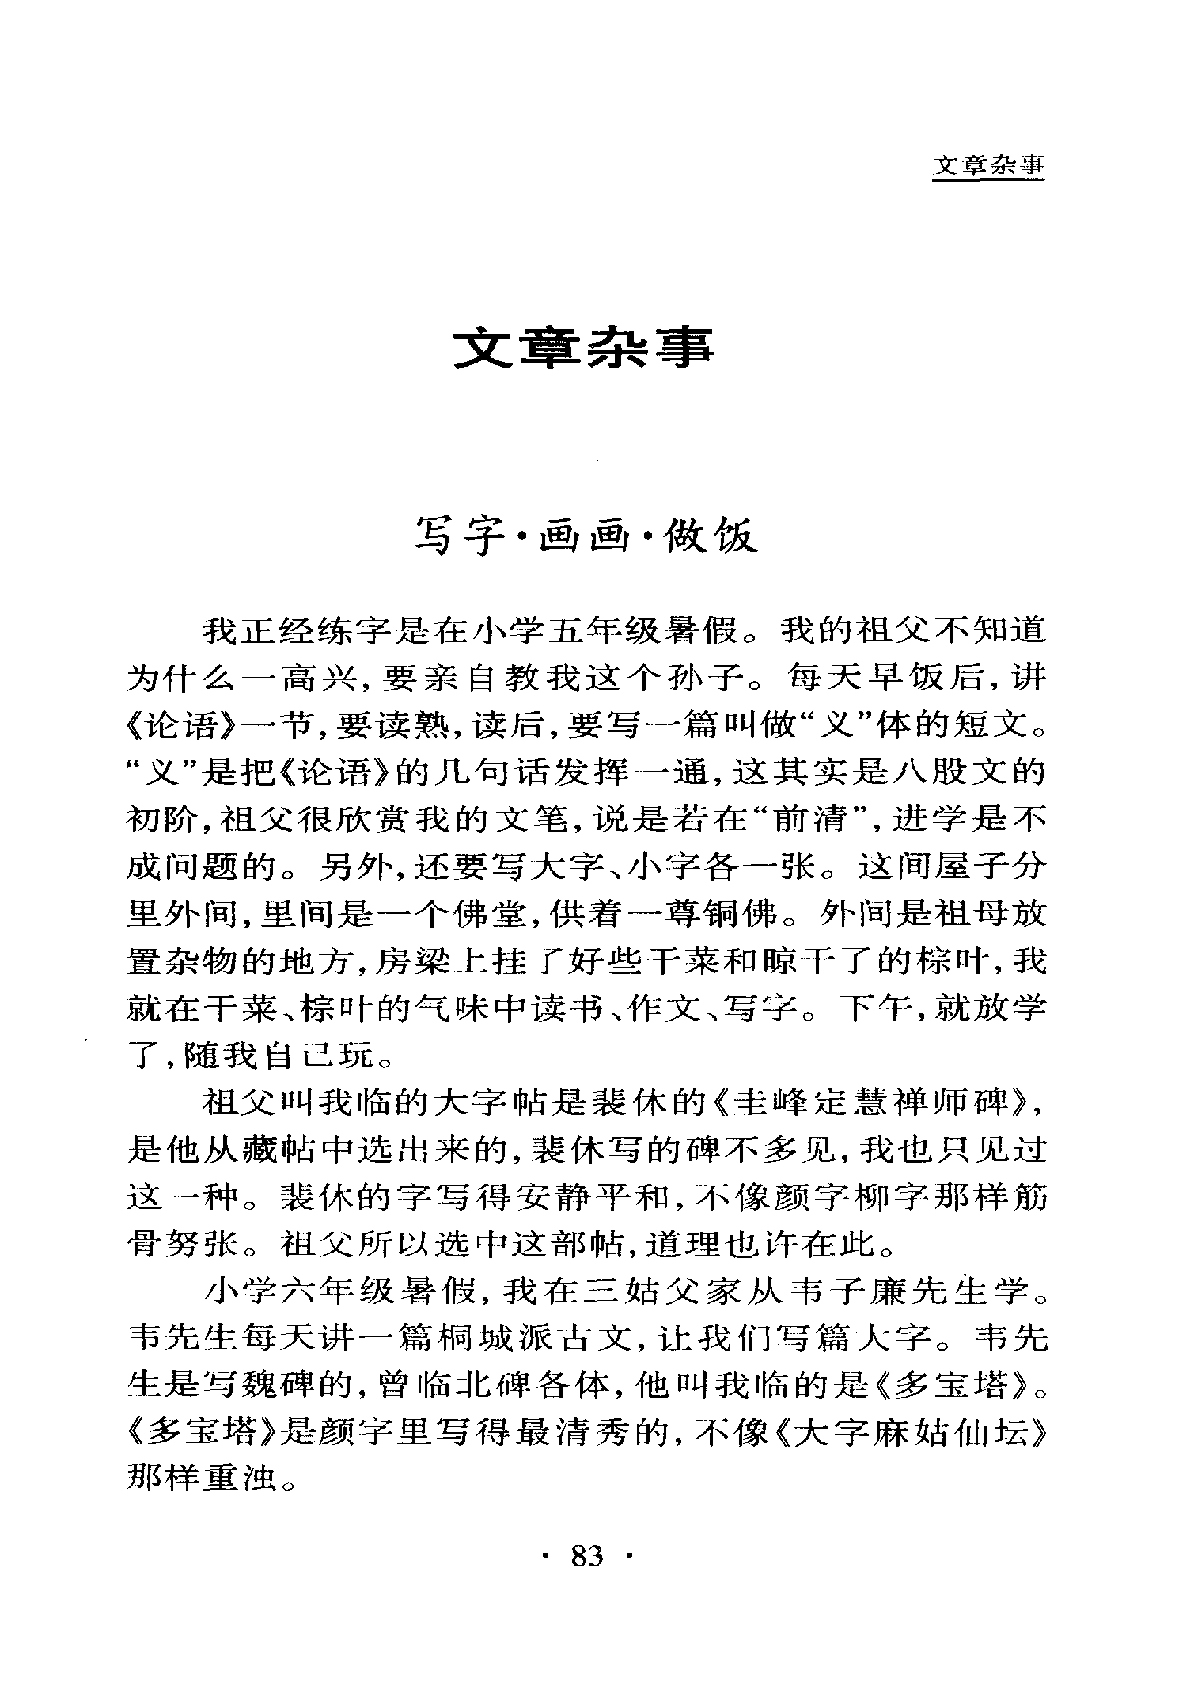 文章杂事
文章杂事
写字·画画·做饭
我正经练字是在小学五年级暑假。我的祖父不知道
为什么一高兴,要亲自教我这个孙子。每天早饭后,讲
《论语》一节,要读熟,读后,要写一篇叫做“义”体的短文。
“义”是把《论语》的几句话发挥一通,这其实是八股文的
初阶,祖父很欣赏我的文笔,说是若在“前清”,进学是不
成问题的。另外,还要写大字、小字各一张。这间屋子分
里外间,里间是一个佛堂,供着一尊铜佛。外间是祖母放
置杂物的地方,房梁上挂了好些干菜和晾干了的棕叶,我
就在干菜、棕叶的气味中读书、作文、写字。下午,就放学
了,随我自己玩。
祖父叫我临的大字帖是裴休的《圭峰定慧禅师碑》,
是他从藏帖中选出来的,裴休写的碑不多见,我也只见过
这一种。裴休的字写得安静平和,不像颜字柳字那样筋
骨努张。祖父所以选中这部帖,道理也许在此。
小学六年级暑假,我在三姑父家从韦子廉先生学。
韦先生每天讲一篇桐城派古文,让我们写篇大字。韦先
生是写魏碑的,曾临北碑各体,他叫我临的是《多宝塔》。
《多宝塔》是颜字里写得最清秀的,不像《大字麻姑仙坛》
那样重浊。
· 83 ·